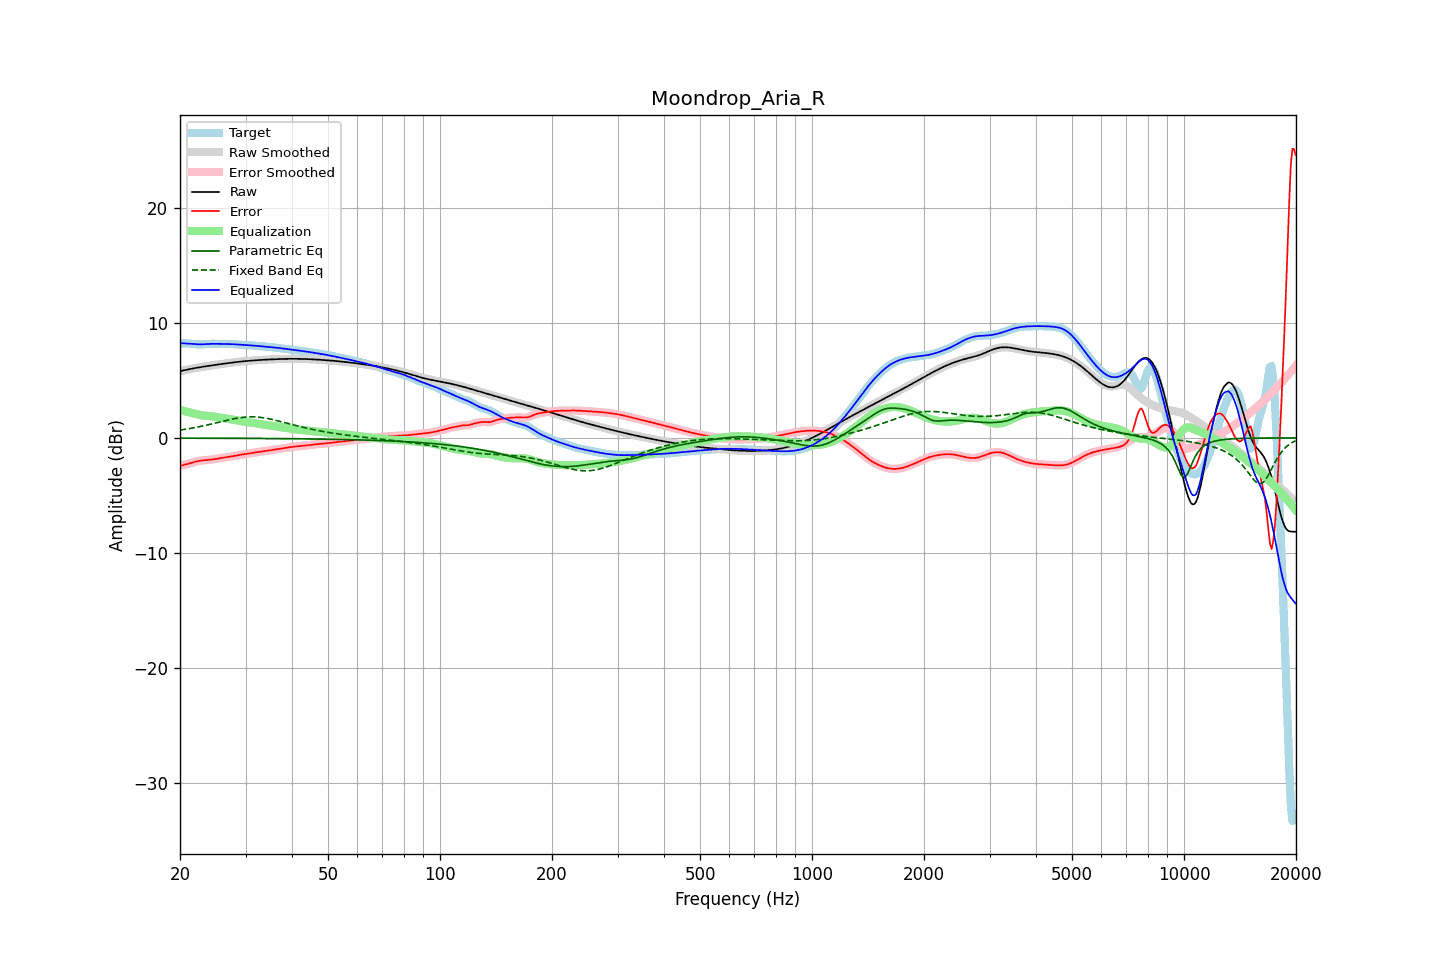 Moondrop_Aria_R
Target
Raw Smoothed
Error Smoothed
Raw
Error
Equalization
Parametric Eq
Fixed Band Eq
Equalized
Amplitude (dBr)
20
10
0
−10
−20
−30
20 50 100 200 500 1000 2000 5000 10000 20000
Frequency (Hz)